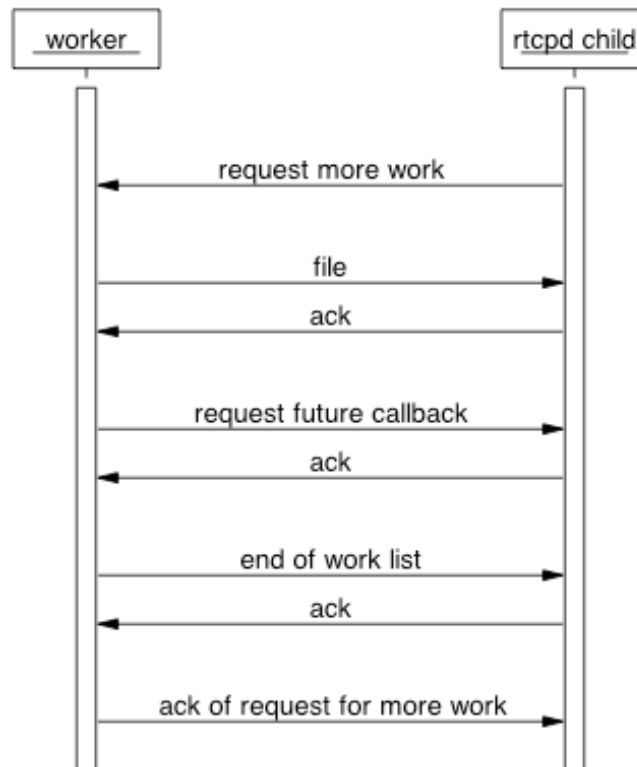 worker
rtcpd child
request more work
file
ack
request future callback
ack
end of work list
ack
ack of request for more work